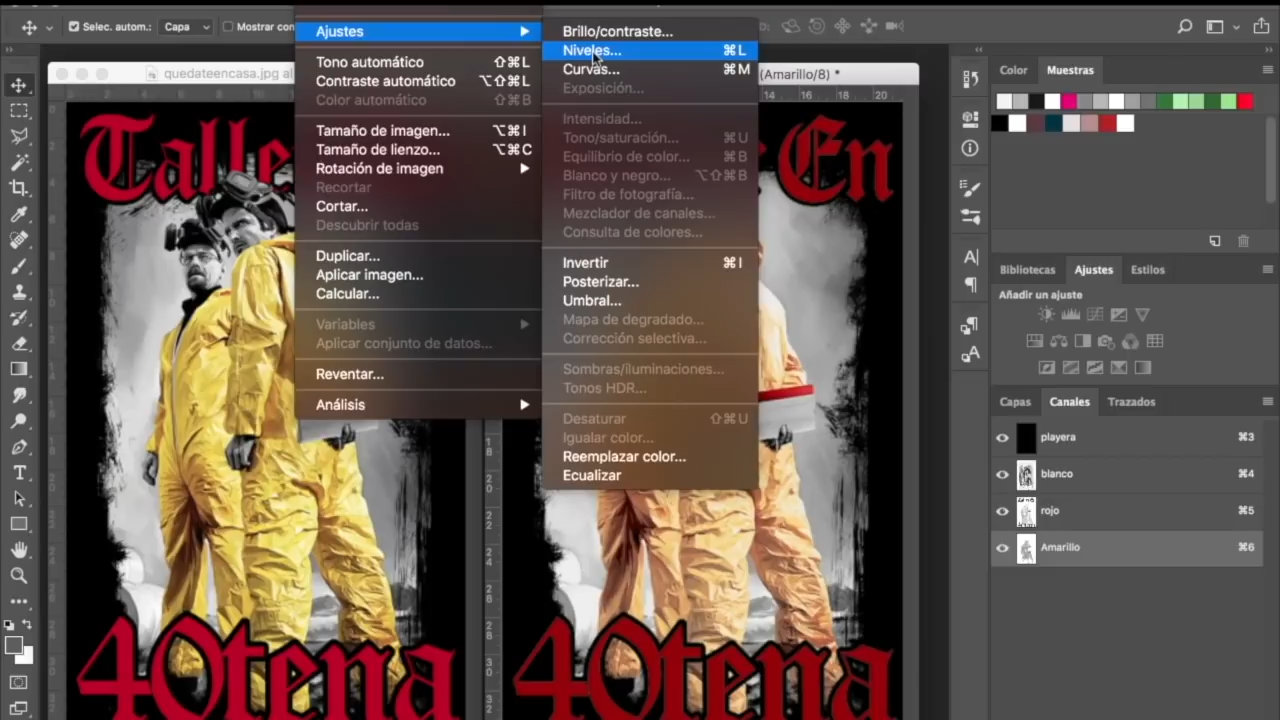 Selec. autom.:
Capa
Mostrar con
quedateencasa.jpg al
(Amarillo/8) *
14 16 18 20
Ajustes
Tono automático ⇧⌘L
Contraste automático ⌥⇧⌘L
Color automático ⇧⌘B
Tamaño de imagen... ⌥⌘I
Tamaño de lienzo... ⌥⌘C
Rotación de imagen
Recortar
Cortar...
Descubrir todas
Duplicar...
Aplicar imagen...
Calcular...
Variables
Aplicar conjunto de datos...
Reventar...
Análisis
Brillo/contraste...
Niveles... ⌘L
Curvas... ⌘M
Exposición...
Intensidad...
Tono/saturación... ⌘U
Equilibrio de color... ⌘B
Blanco y negro... ⌥⇧⌘B
Filtro de fotografía...
Mezclador de canales...
Consulta de colores...
Invertir ⌘I
Posterizar...
Umbral...
Mapa de degradado...
Corrección selectiva...
Sombras/iluminaciones...
Tonos HDR...
Desaturar ⇧⌘U
Igualar color...
Reemplazar color...
Ecualizar
Talle
En
40tena
40tena
Color
Muestras
Bibliotecas
Ajustes
Estilos
Añadir un ajuste
Capas
Canales
Trazados
playera ⌘3
blanco ⌘4
rojo ⌘5
Amarillo ⌘6